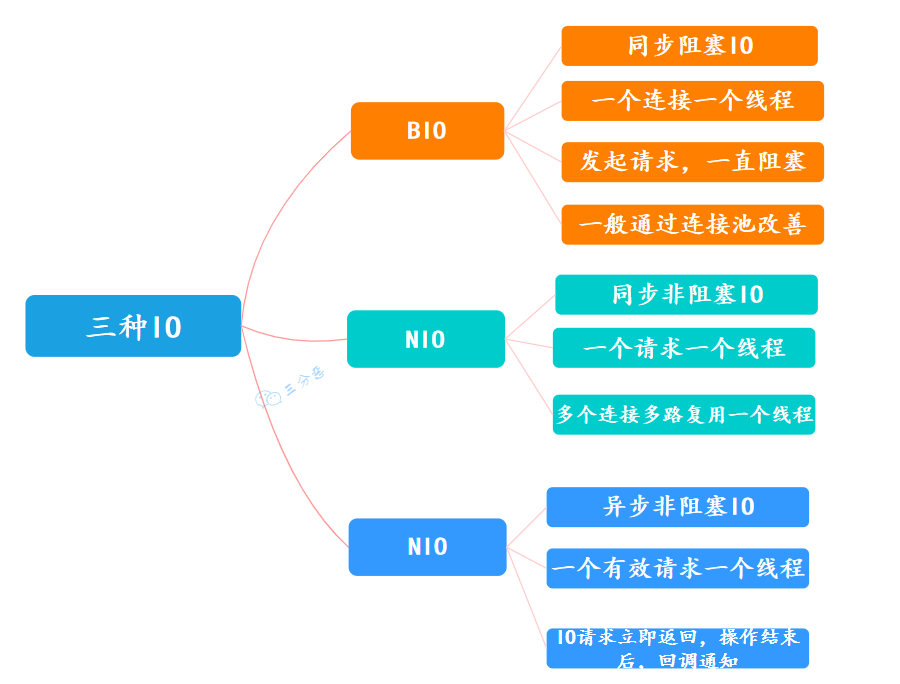 三种IO
BIO
同步阻塞IO
一个连接一个线程
发起请求，一直阻塞
一般通过连接池改善
NIO
同步非阻塞IO
一个请求一个线程
多个连接多路复用一个线程
NIO
异步非阻塞IO
一个有效请求一个线程
IO请求立即返回，操作结束
后，回调通知
三分恶